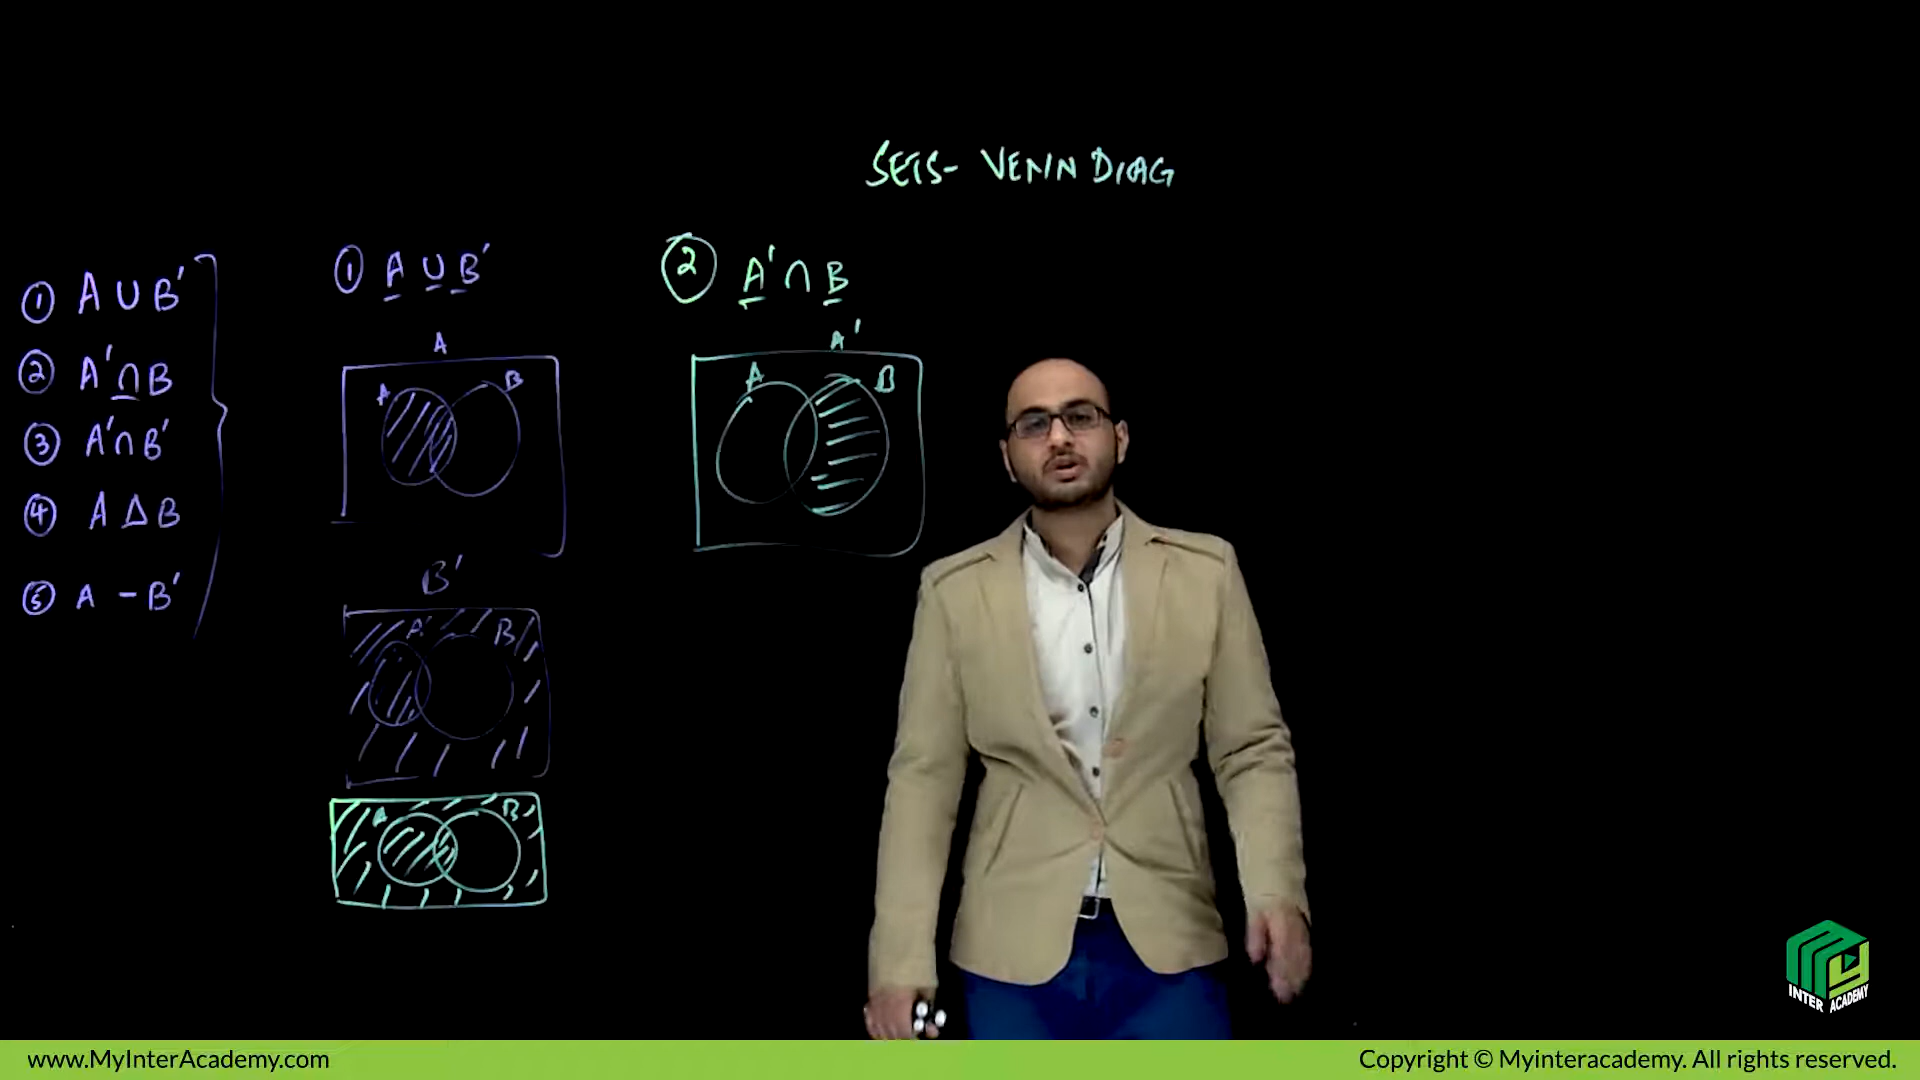 SETS- VENN DIAG
① A ∪ B'
② A' ∩ B
③ A' ∩ B'
④ A Δ B
⑤ A - B'
① A ∪ B'
A
A B
B'
A B
A B
② A' ∩ B
A'
A B
INTER ACADEMY
www.MyInterAcademy.com
Copyright © Myinteracademy. All rights reserved.